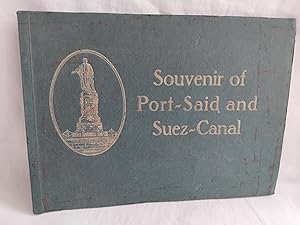 Souvenir of
Port-Said and
Suez-Canal